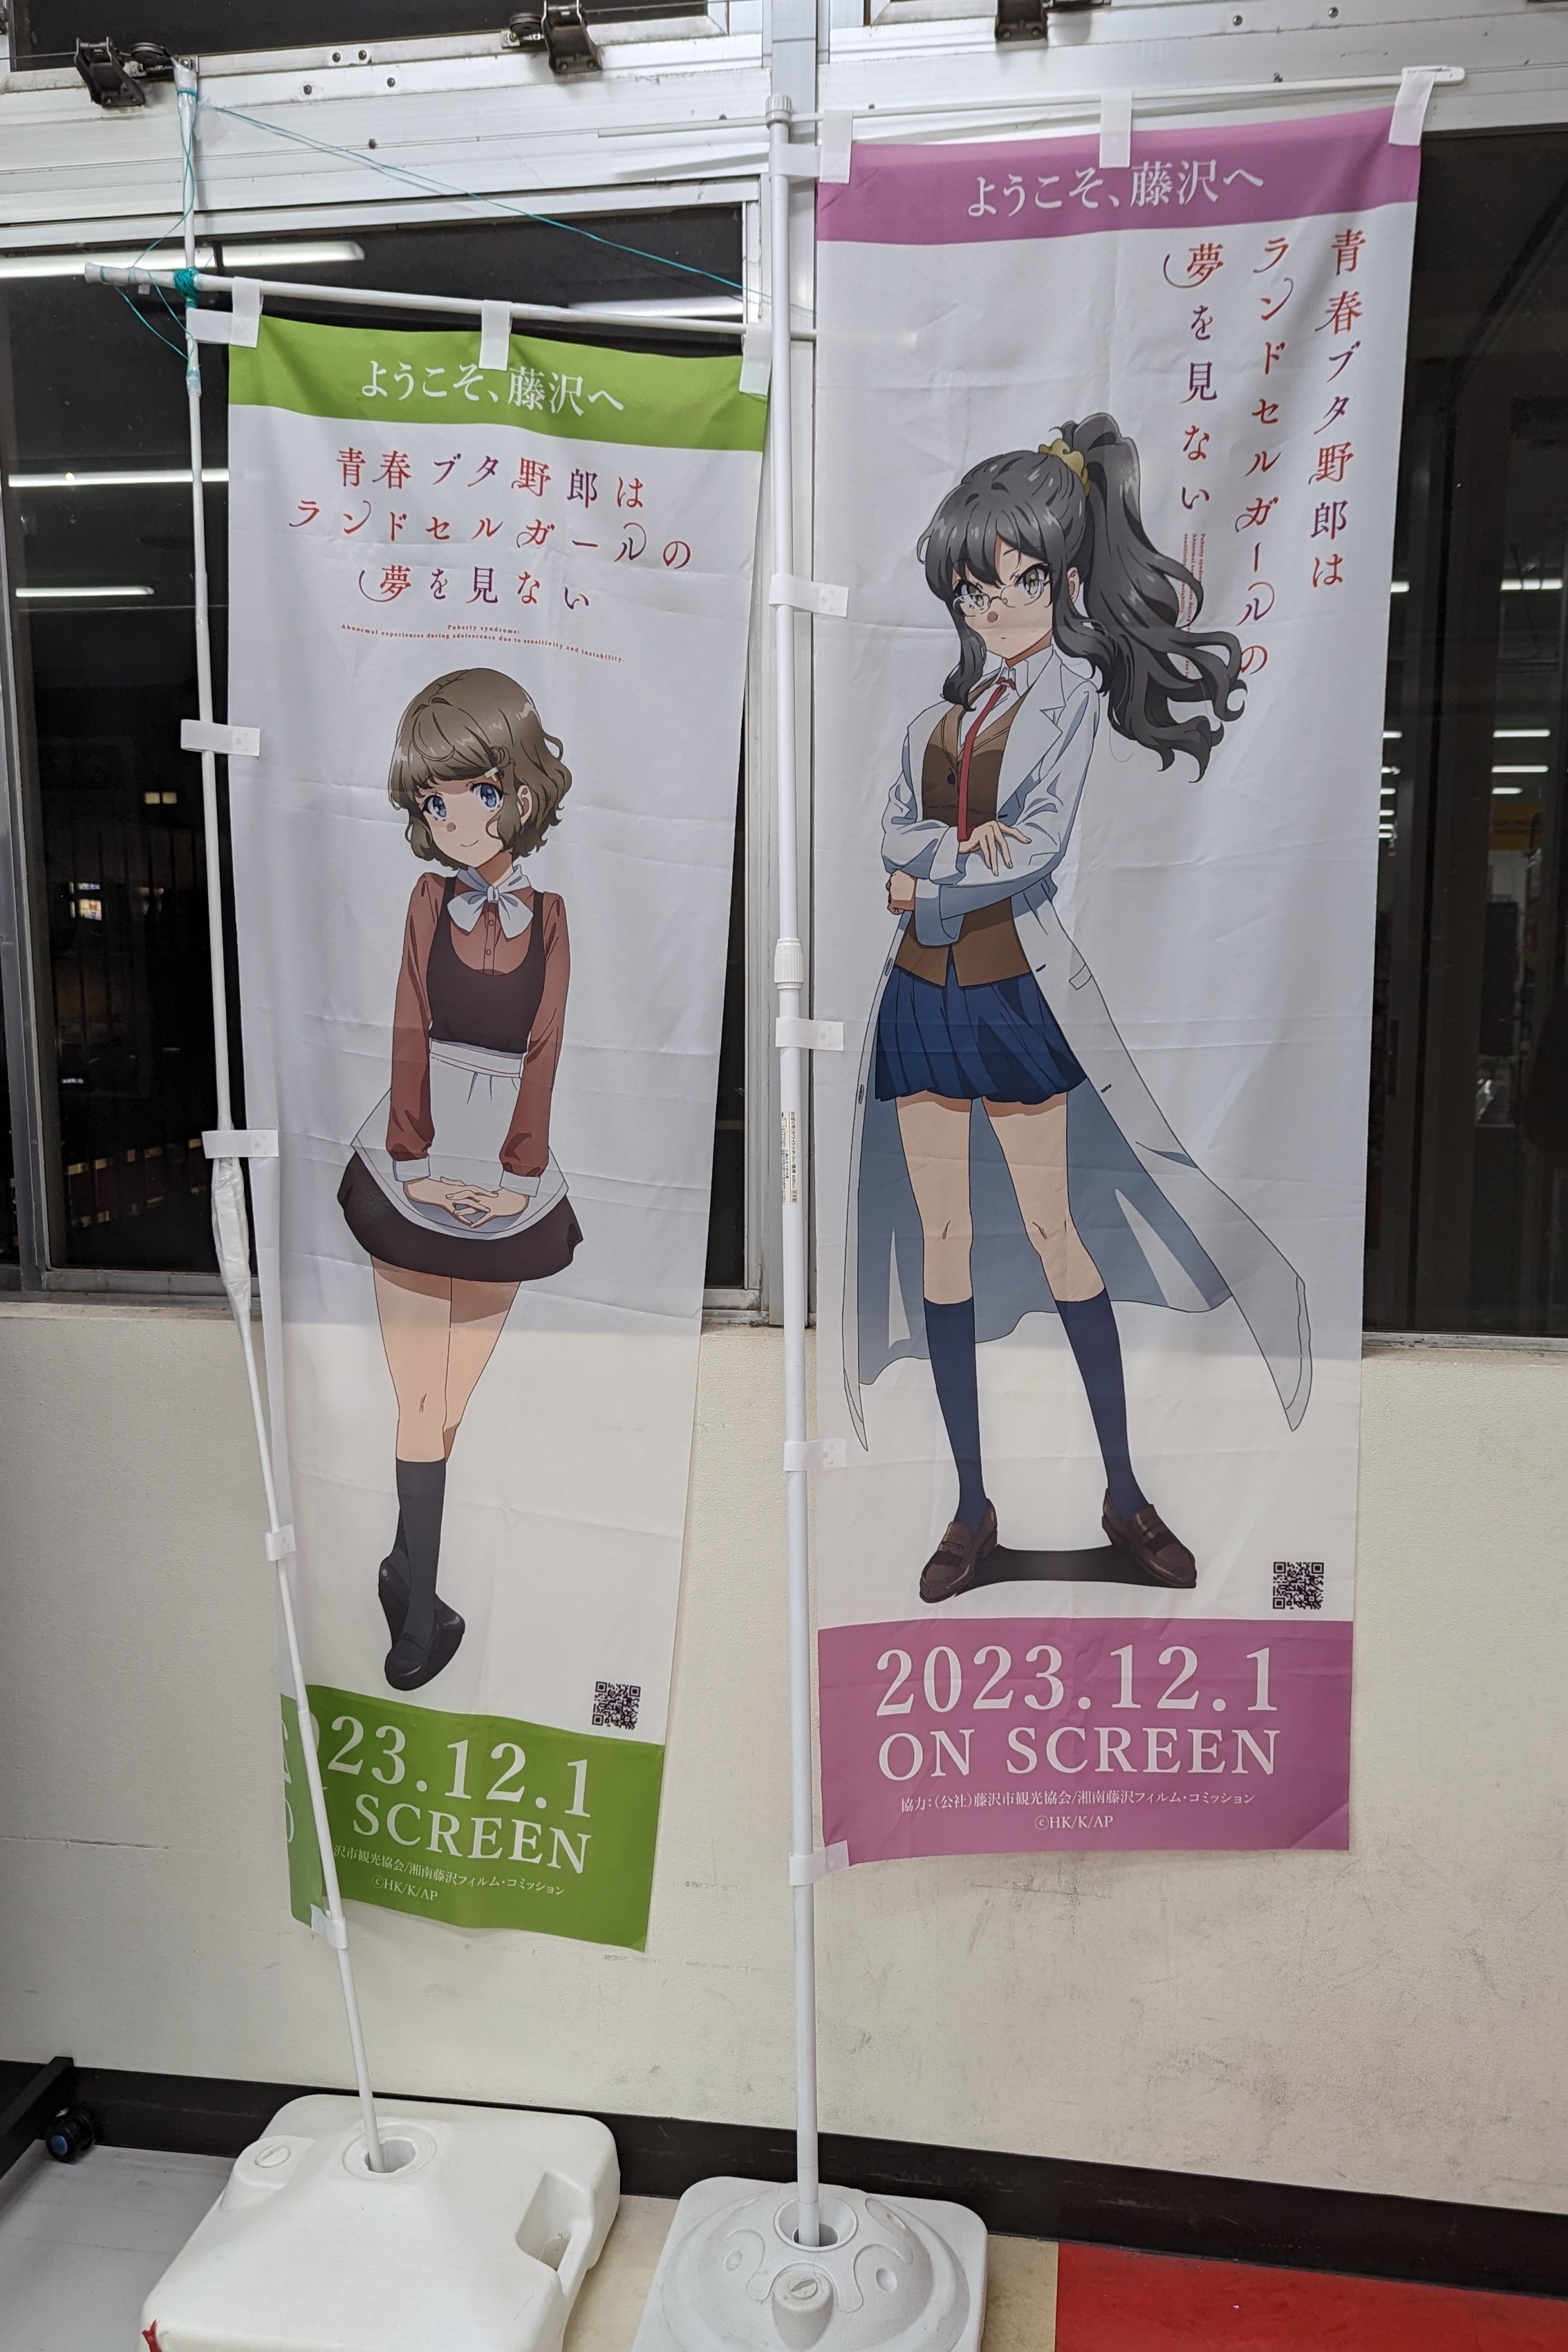 ようこそ、藤沢へ
青春ブタ野郎は
ランドセルガールの
夢を見ない
Puberty syndrome:
Abnormal experiences during adolescence due to sensitivity and instability.
023.12.1
SCREEN
沢市観光協会/湘南藤沢フィルム・コミッション
©HK/K/AP
ようこそ、藤沢へ
青春ブタ野郎は
ランドセルガールの
夢を見ない
2023.12.1
ON SCREEN
協力:(公社)藤沢市観光協会/湘南藤沢フィルム・コミッション
©HK/K/AP